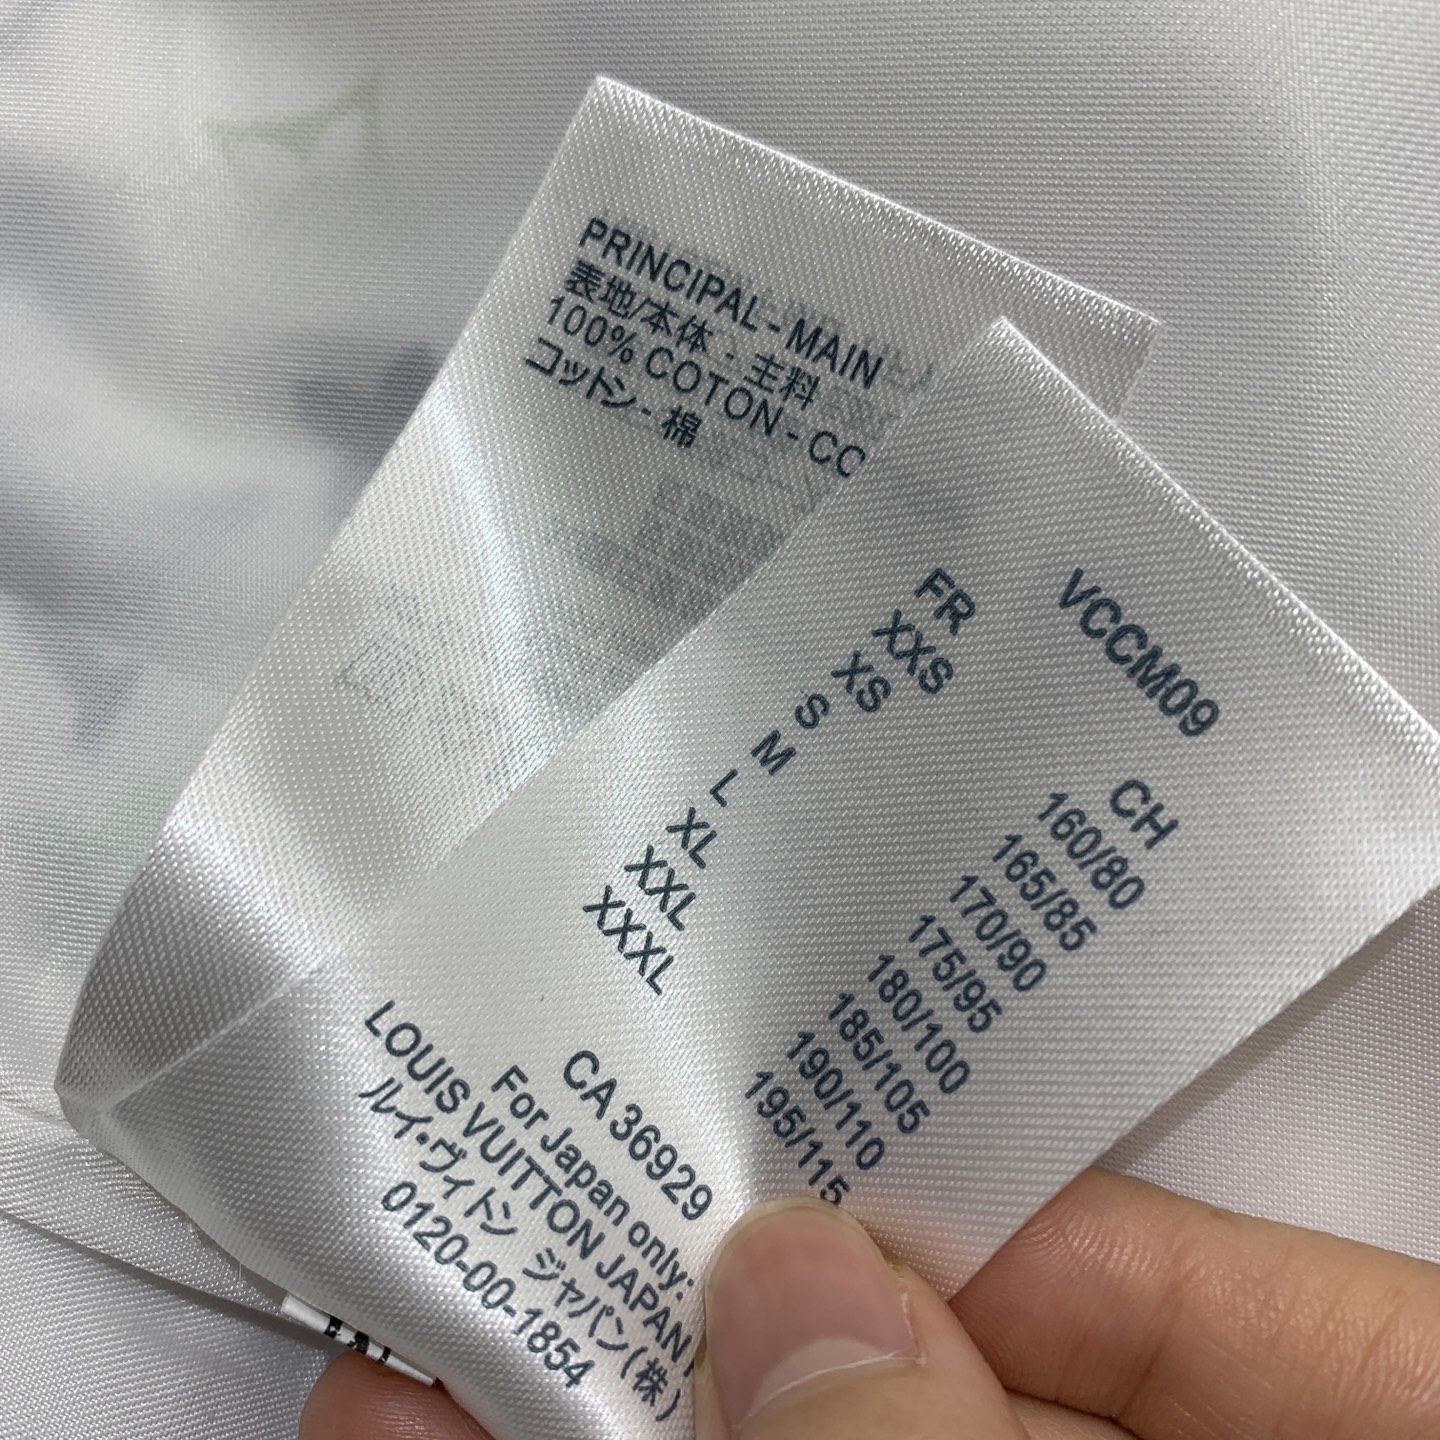 PRINCIPAL - MAIN
表地/本体 - 主料
100% COTON - CO
コットン - 棉
VCCM09
FR CH
XXS 160/80
XS 165/85
S 170/90
M 175/95
L 180/100
XL 185/105
XXL 190/110
XXXL 195/115
CA 36929
For Japan only:
LOUIS VUITTON JAPAN
ルイ・ヴィトン ジャパン(株)
0120-00-1854